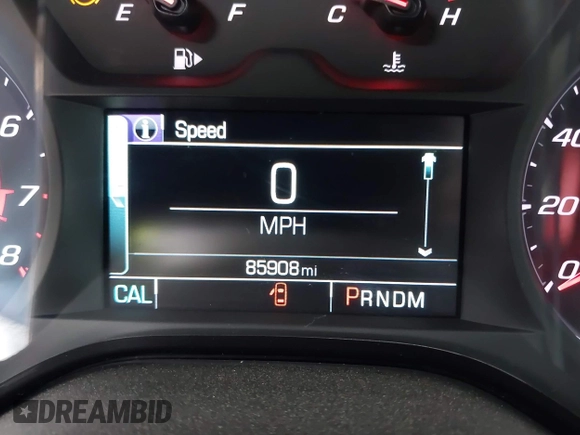 E F C H
i Speed
6
7
8
0
MPH
85908 mi
CAL PRNDM
40
20
0
DREAMBID